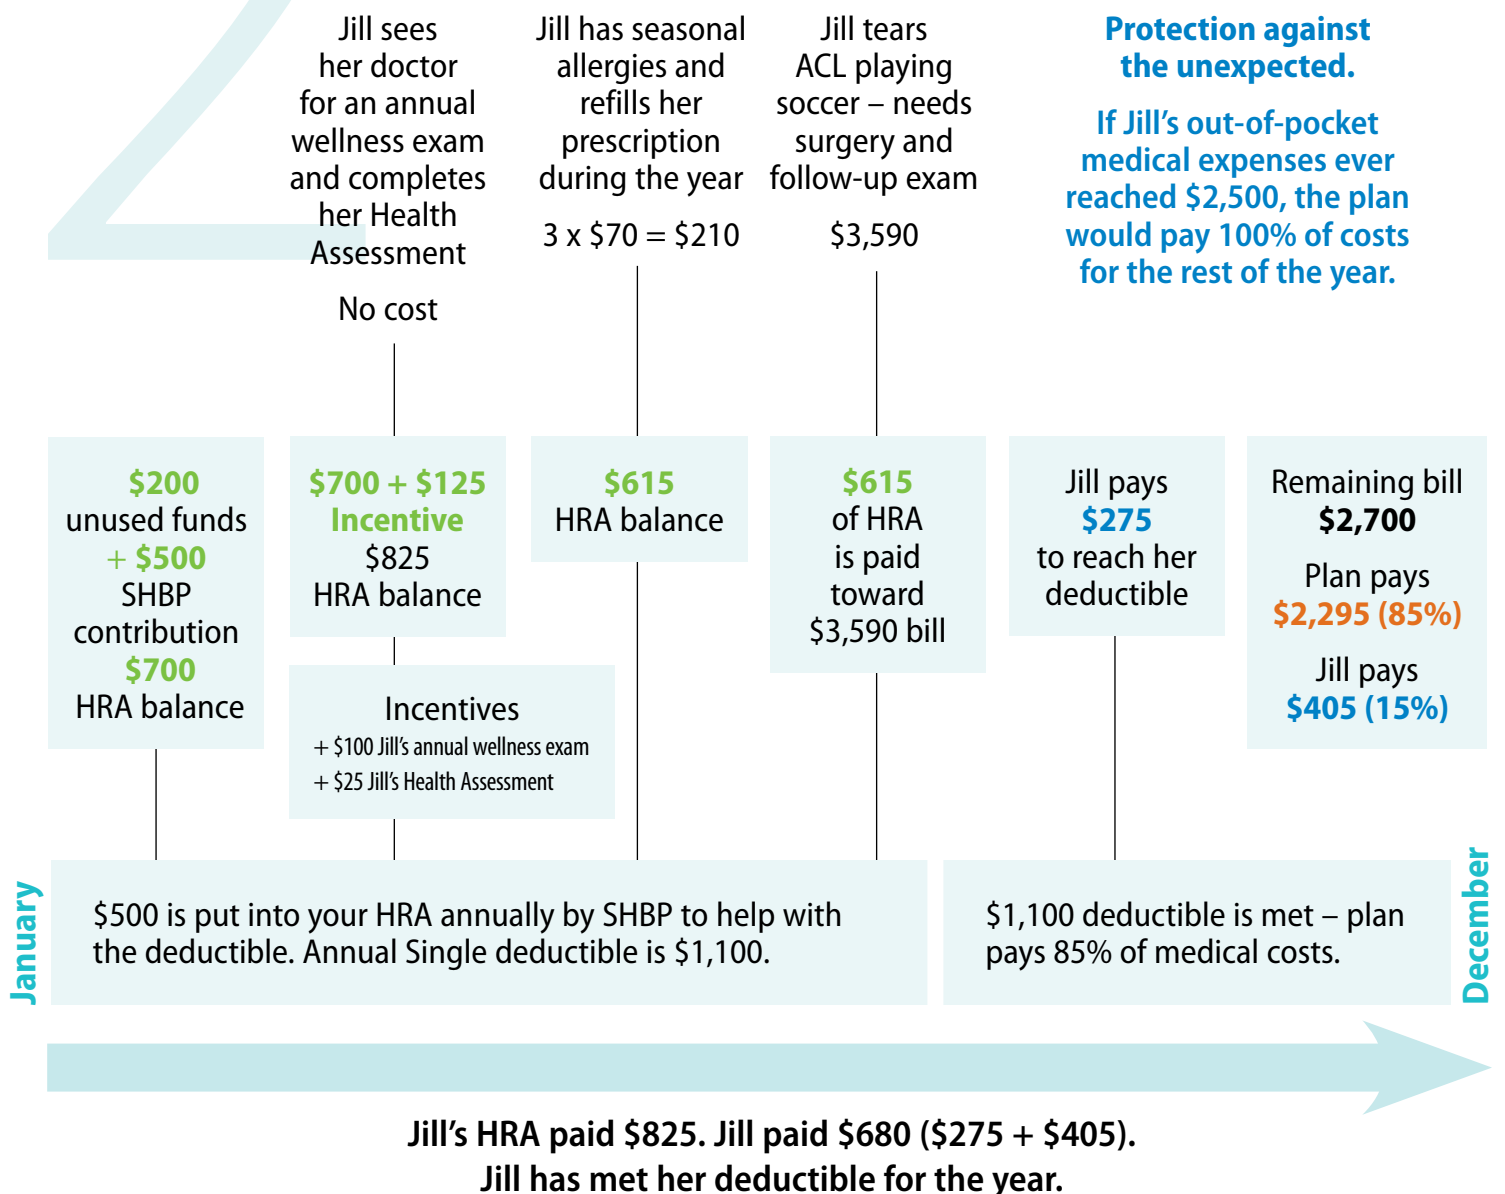 Jill sees
her doctor
for an annual
wellness exam
and completes
her Health
Assessment
No cost
Jill has seasonal
allergies and
refills her
prescription
during the year
3 x $70 = $210
Jill tears
ACL playing
soccer – needs
surgery and
follow-up exam
$3,590
Protection against
the unexpected.
If Jill’s out-of-pocket
medical expenses ever
reached $2,500, the plan
would pay 100% of costs
for the rest of the year.
$200
unused funds
+ $500
SHBP
contribution
$700
HRA balance
$700 + $125
Incentive
$825
HRA balance
Incentives
+ $100 Jill’s annual wellness exam
+ $25 Jill’s Health Assessment
$615
HRA balance
$615
of HRA
is paid
toward
$3,590 bill
Jill pays
$275
to reach her
deductible
Remaining bill
$2,700
Plan pays
$2,295 (85%)
Jill pays
$405 (15%)
January
$500 is put into your HRA annually by SHBP to help with
the deductible. Annual Single deductible is $1,100.
$1,100 deductible is met – plan
pays 85% of medical costs.
December
Jill’s HRA paid $825. Jill paid $680 ($275 + $405).
Jill has met her deductible for the year.